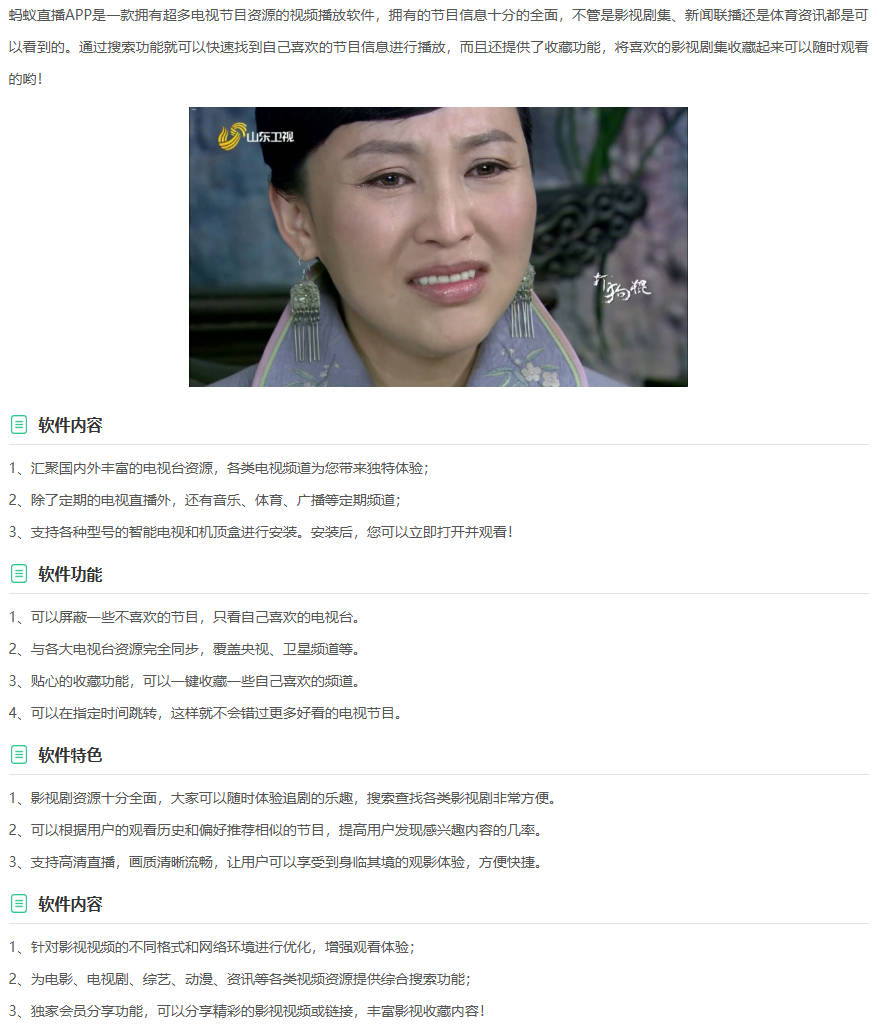 蚂蚁直播APP是一款拥有超多电视节目资源的视频播放软件，拥有的节目信息十分的全面，不管是影视剧集、新闻联播还是体育资讯都是可
以看到的。通过搜索功能就可以快速找到自己喜欢的节目信息进行播放，而且还提供了收藏功能，将喜欢的影视剧集收藏起来可以随时观看
的哟！
山东卫视
打狗棍
软件内容
1、汇聚国内外丰富的电视台资源，各类电视频道为您带来独特体验；
2、除了定期的电视直播外，还有音乐、体育、广播等定期频道；
3、支持各种型号的智能电视和机顶盒进行安装。安装后，您可以立即打开并观看！
软件功能
1、可以屏蔽一些不喜欢的节目，只看自己喜欢的电视台。
2、与各大电视台资源完全同步，覆盖央视、卫星频道等。
3、贴心的收藏功能，可以一键收藏一些自己喜欢的频道。
4、可以在指定时间跳转，这样就不会错过更多好看的电视节目。
软件特色
1、影视剧资源十分全面，大家可以随时体验追剧的乐趣，搜索查找各类影视剧非常方便。
2、可以根据用户的观看历史和偏好推荐相似的节目，提高用户发现感兴趣内容的几率。
3、支持高清直播，画质清晰流畅，让用户可以享受到身临其境的观影体验，方便快捷。
软件内容
1、针对影视视频的不同格式和网络环境进行优化，增强观看体验；
2、为电影、电视剧、综艺、动漫、资讯等各类视频资源提供综合搜索功能；
3、独家会员分享功能，可以分享精彩的影视视频或链接，丰富影视收藏内容！